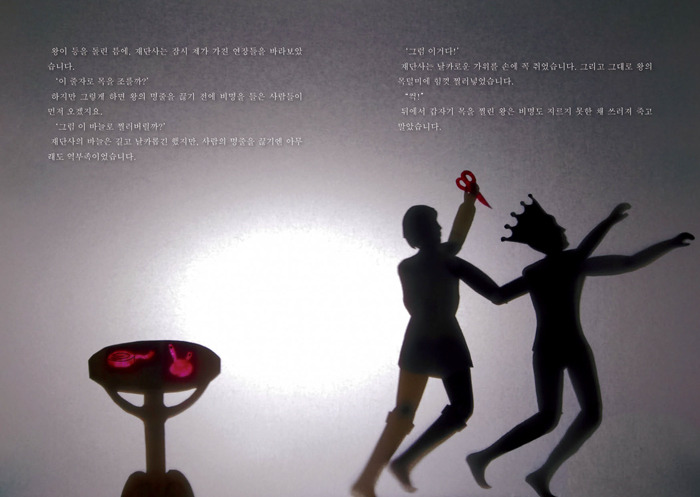 왕이 등을 돌린 틈에, 재단사는 잠시 제가 가진 연장들을 바라보았
습니다.
'이 줄자로 목을 조를까?'
하지만 그렇게 하면 왕의 명줄을 끊기 전에 비명을 들은 사람들이
먼저 오겠지요.
'그럼 이 바늘로 찔러버릴까?'
재단사의 바늘은 길고 날카롭긴 했지만, 사람의 명줄을 끊기엔 아무
래도 역부족이었습니다.
'그럼 이거다!'
재단사는 날카로운 가위를 손에 꼭 쥐었습니다. 그리고 그대로 왕의
목덜미에 힘껏 찔러넣었습니다.
"컥!"
뒤에서 갑자기 목을 찔린 왕은 비명도 지르지 못한 채 쓰러져 죽고
말았습니다.